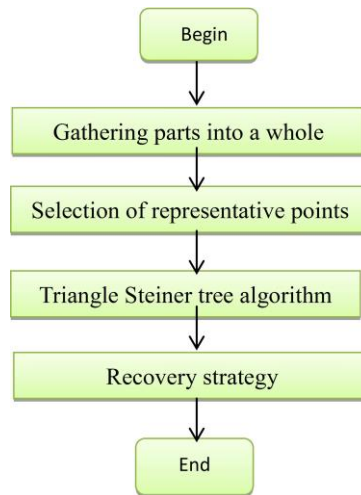 Begin
Gathering parts into a whole
Selection of representative points
Triangle Steiner tree algorithm
Recovery strategy
End